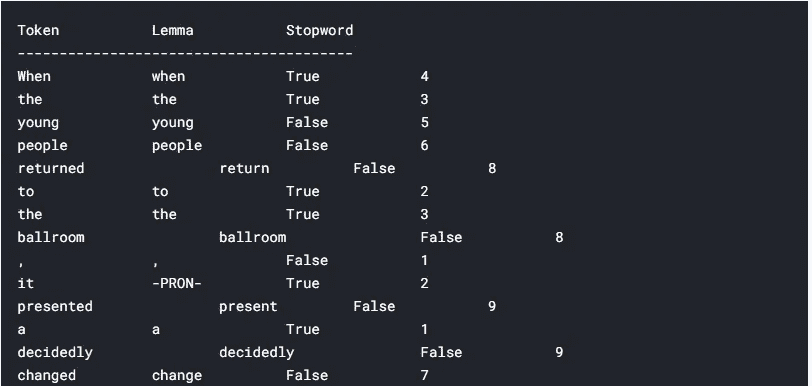 Token Lemma Stopword
----------------------------------------
When when True 4
the the True 3
young young False 5
people people False 6
returned return False 8
to to True 2
the the True 3
ballroom ballroom False 8
, , False 1
it -PRON- True 2
presented present False 9
a a True 1
decidedly decidedly False 9
changed change False 7